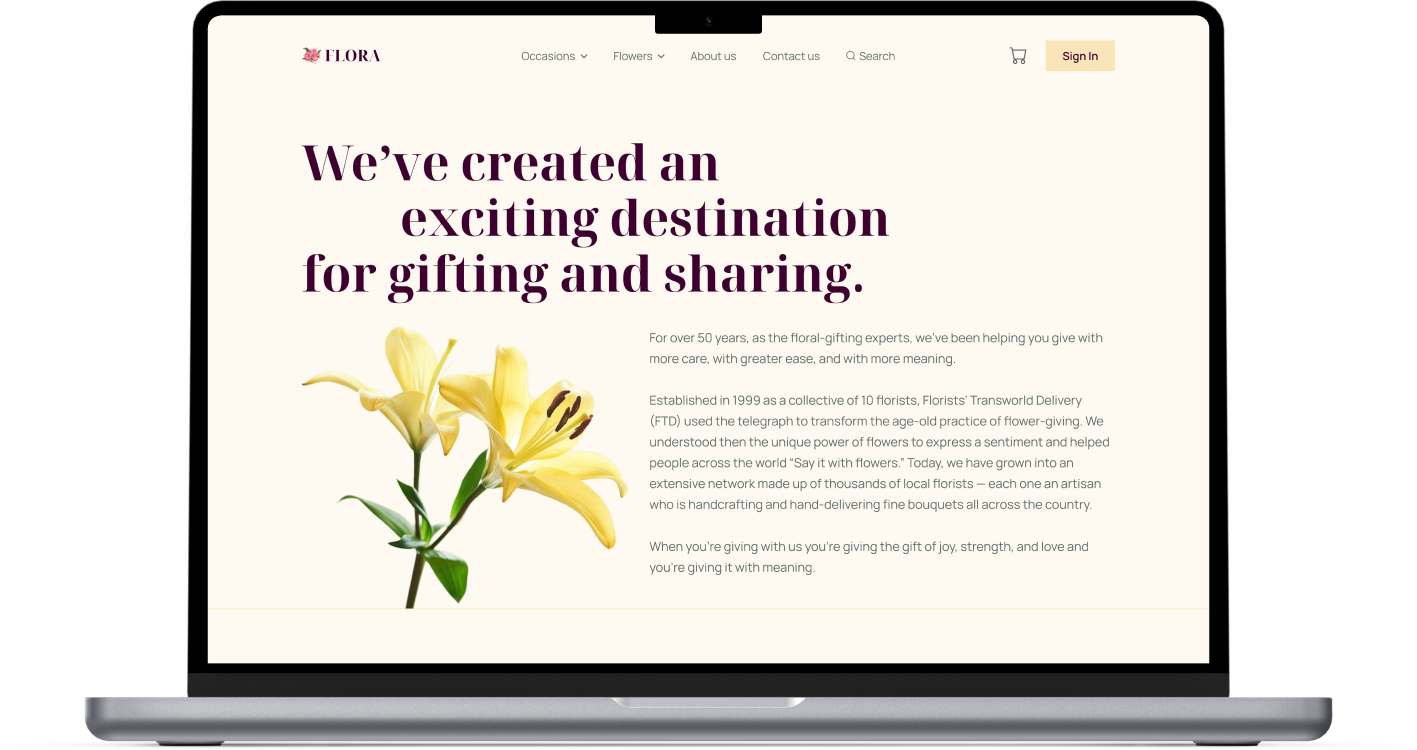 FLORA
Occasions
Flowers
About us
Contact us
Search
Sign In
We’ve created an
exciting destination
for gifting and sharing.
For over 50 years, as the floral-gifting experts, we’ve been helping you give with
more care, with greater ease, and with more meaning.
Established in 1999 as a collective of 10 florists, Florists’ Transworld Delivery
(FTD) used the telegraph to transform the age-old practice of flower-giving. We
understood then the unique power of flowers to express a sentiment and helped
people across the world “Say it with flowers.” Today, we have grown into an
extensive network made up of thousands of local florists — each one an artisan
who is handcrafting and hand-delivering fine bouquets all across the country.
When you’re giving with us you’re giving the gift of joy, strength, and love and
you’re giving it with meaning.